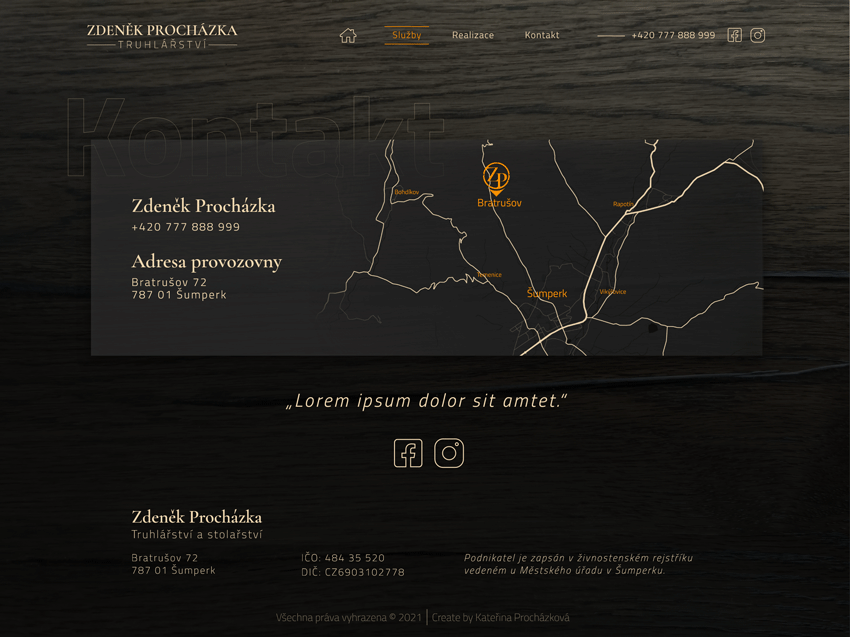 ZDENĚK PROCHÁZKA
TRUHLÁŘSTVÍ
Služby
Realizace
Kontakt
+420 777 888 999
Kontakt
Zdeněk Procházka
+420 777 888 999
Adresa provozovny
Bratrušov 72
787 01 Šumperk
Bohdíkov
ZP
Bratrušov
Rapotín
Temenice
Šumperk
Vikýřovice
„Lorem ipsum dolor sit amtet.“
Zdeněk Procházka
Truhlářství a stolařství
Bratrušov 72
787 01 Šumperk
IČO: 484 35 520
DIČ: CZ6903102778
Podnikatel je zapsán v živnostenském rejstříku
vedeném u Městského úřadu v Šumperku.
Všechna práva vyhrazena © 2021 | Create by Kateřina Procházková